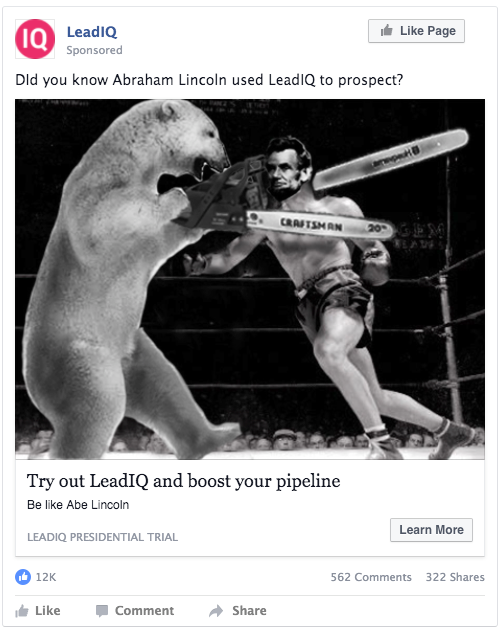 IQ
LeadIQ
Sponsored
Like Page
DId you know Abraham Lincoln used LeadIQ to prospect?
CRAFTSMAN 20"
Try out LeadIQ and boost your pipeline
Be like Abe Lincoln
LEADIQ PRESIDENTIAL TRIAL
Learn More
12K
562 Comments 322 Shares
Like Comment Share